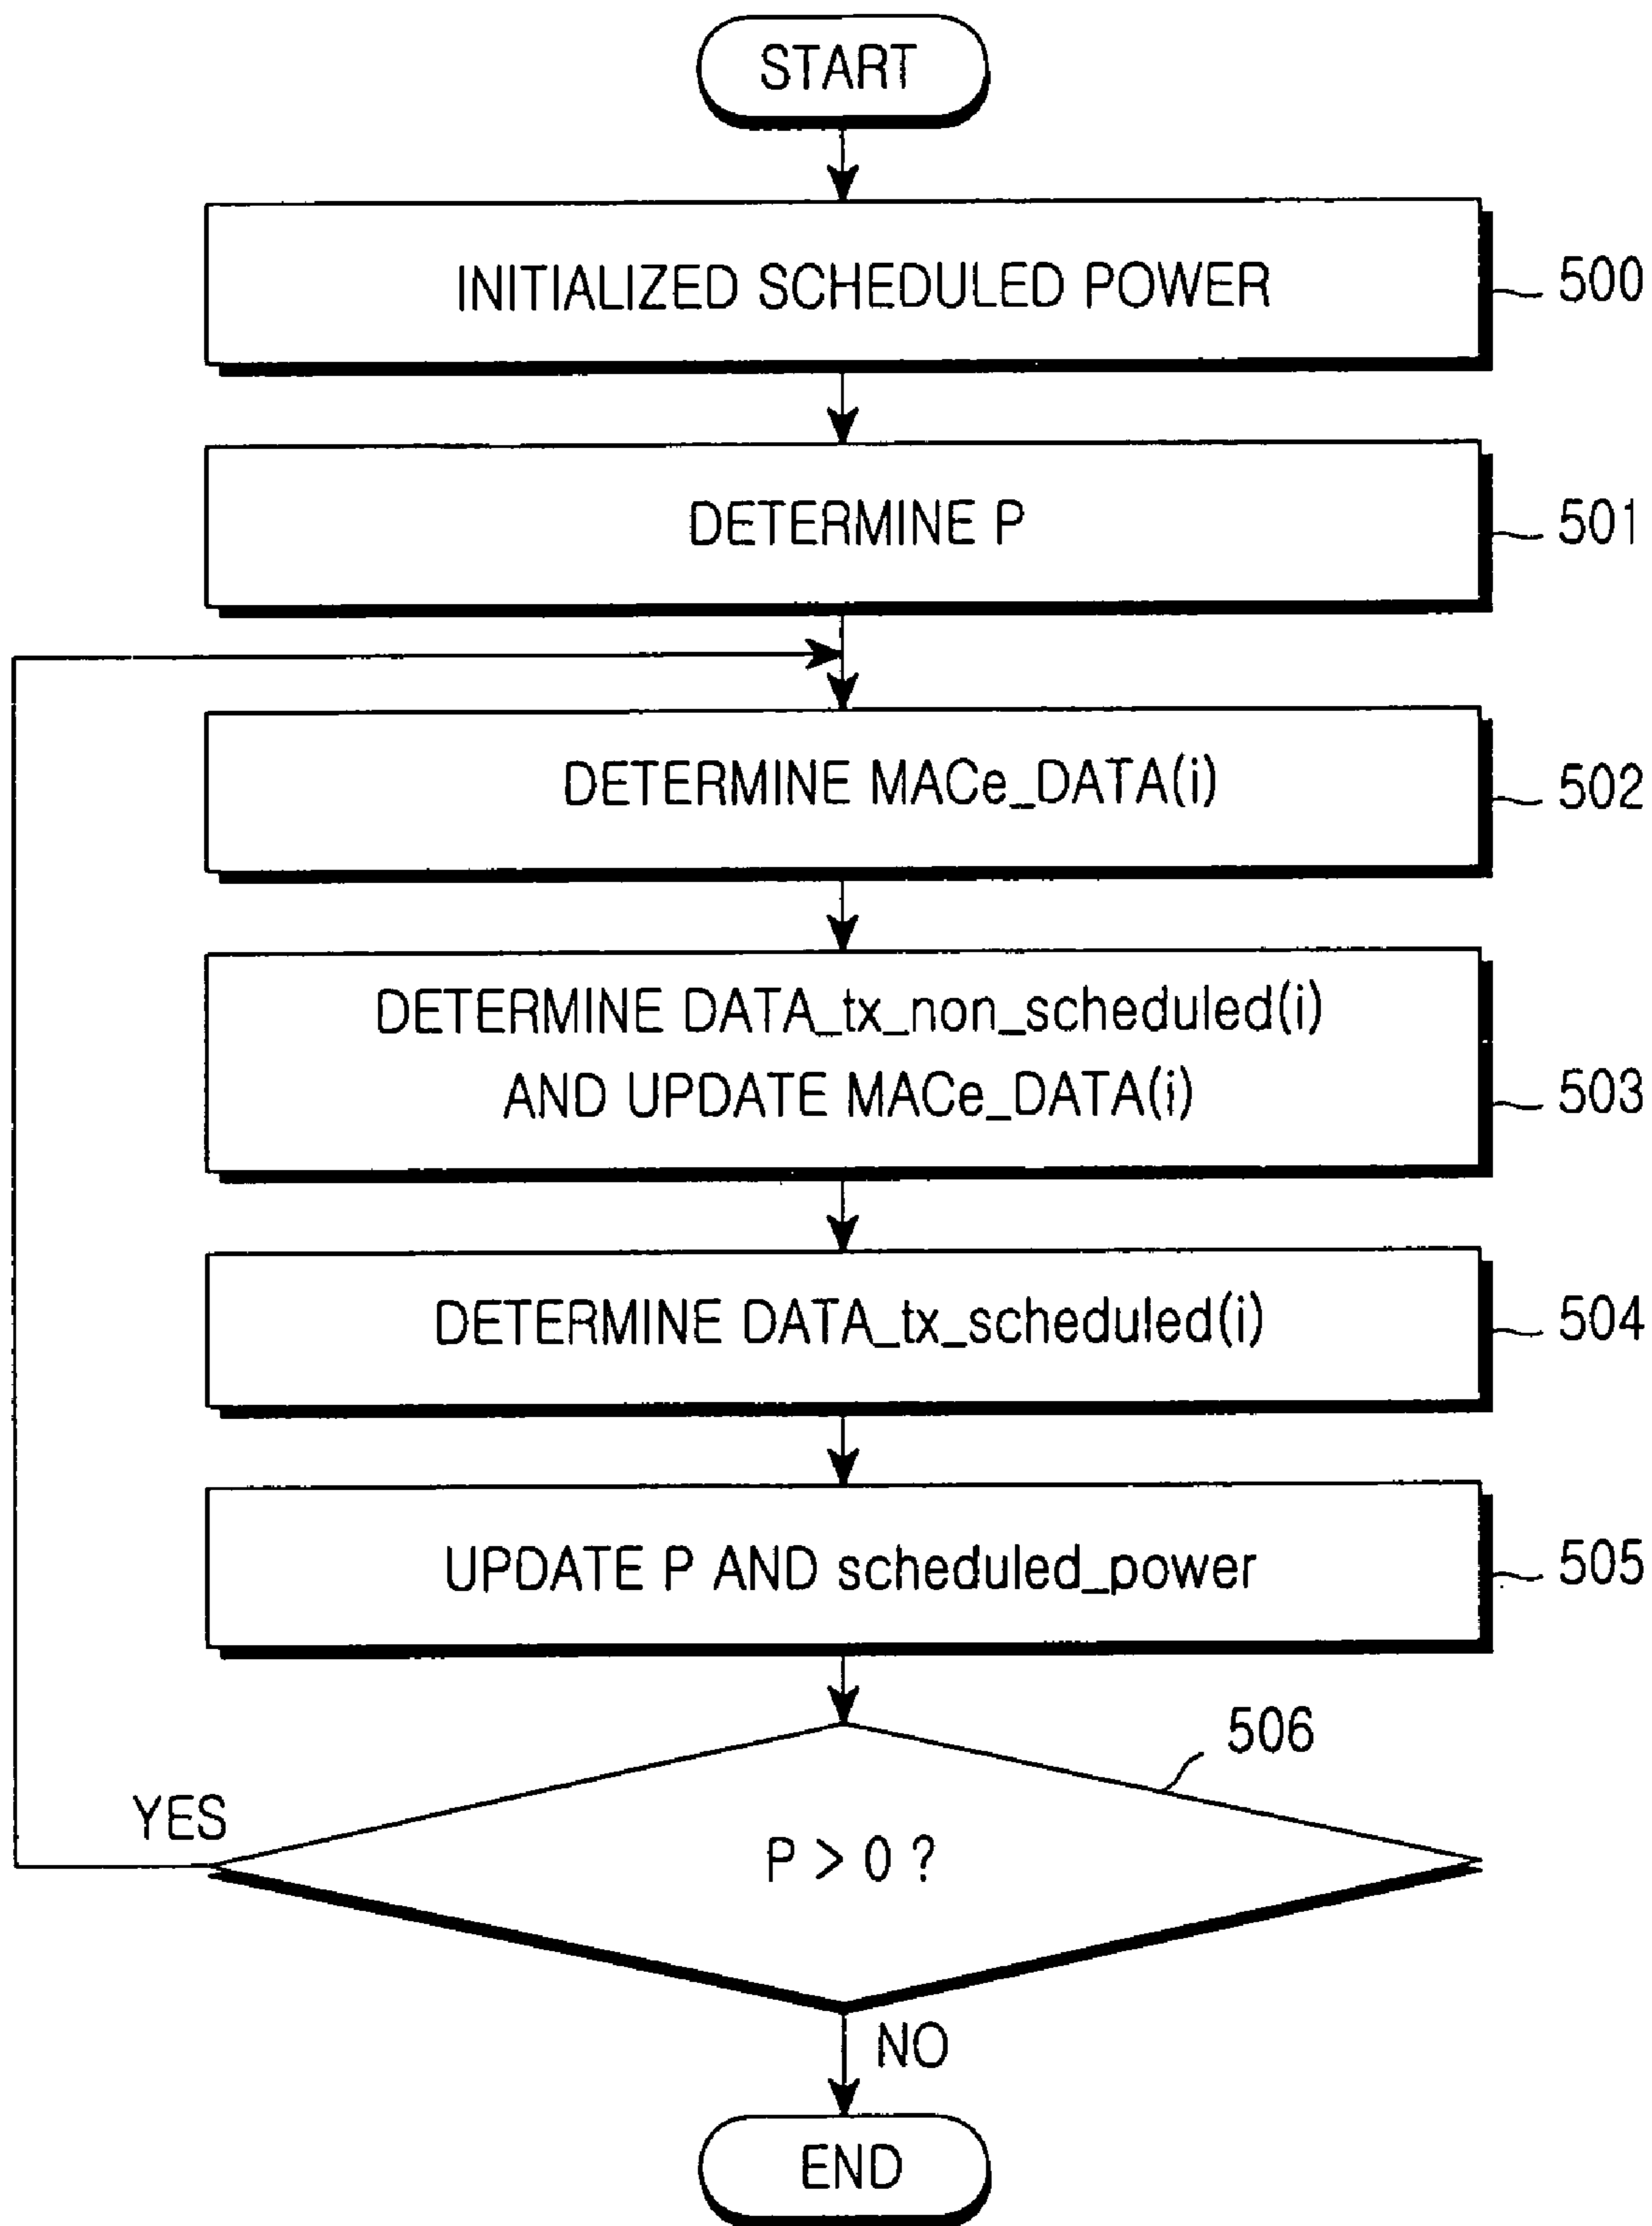 START
INITIALIZED SCHEDULED POWER
500
DETERMINE P
501
DETERMINE MACe_DATA(i)
502
DETERMINE DATA_tx_non_scheduled(i)
AND UPDATE MACe_DATA(i)
503
DETERMINE DATA_tx_scheduled(i)
504
UPDATE P AND scheduled_power
505
506
YES
P > 0 ?
NO
END